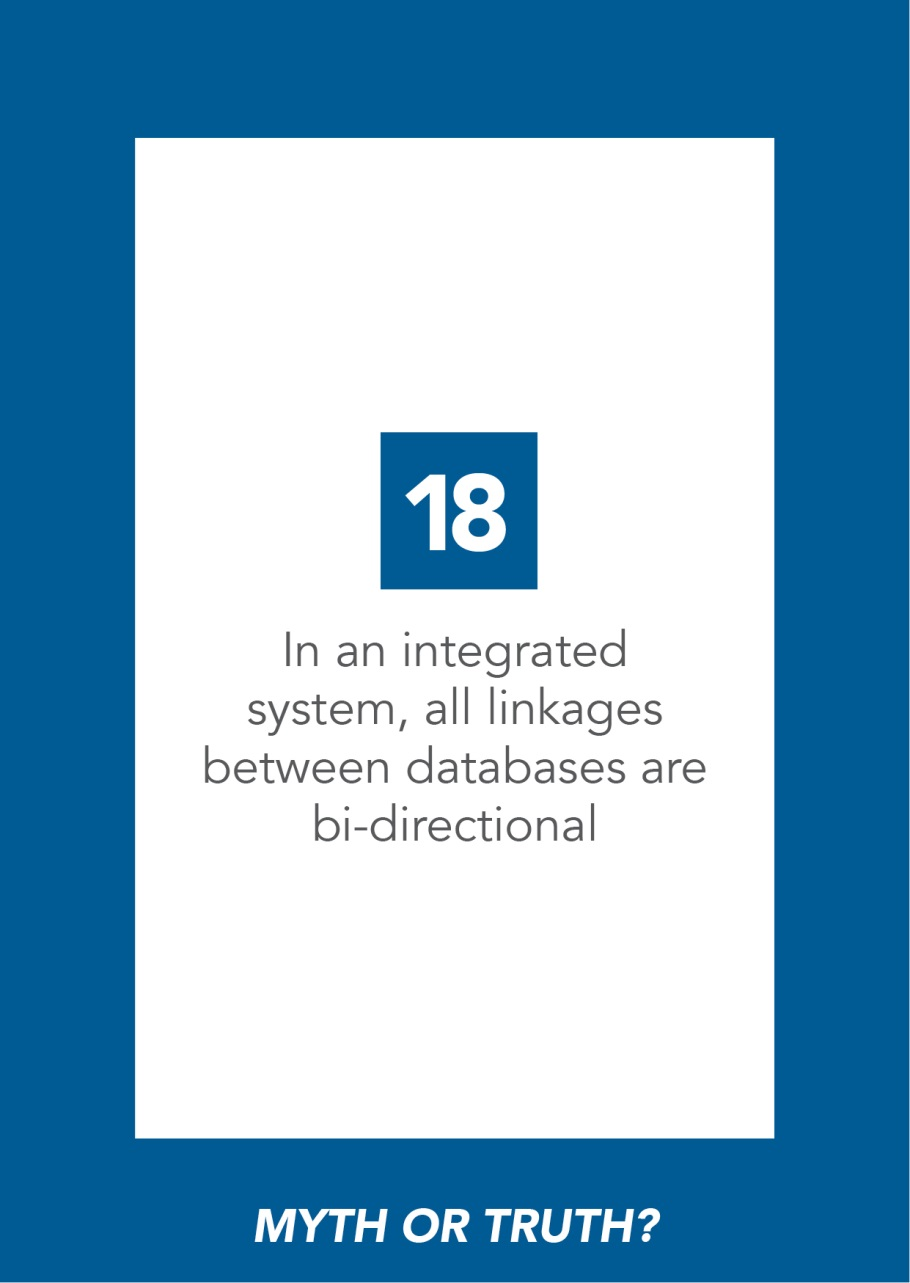 18
In an integrated
system, all linkages
between databases are
bi-directional
MYTH OR TRUTH?